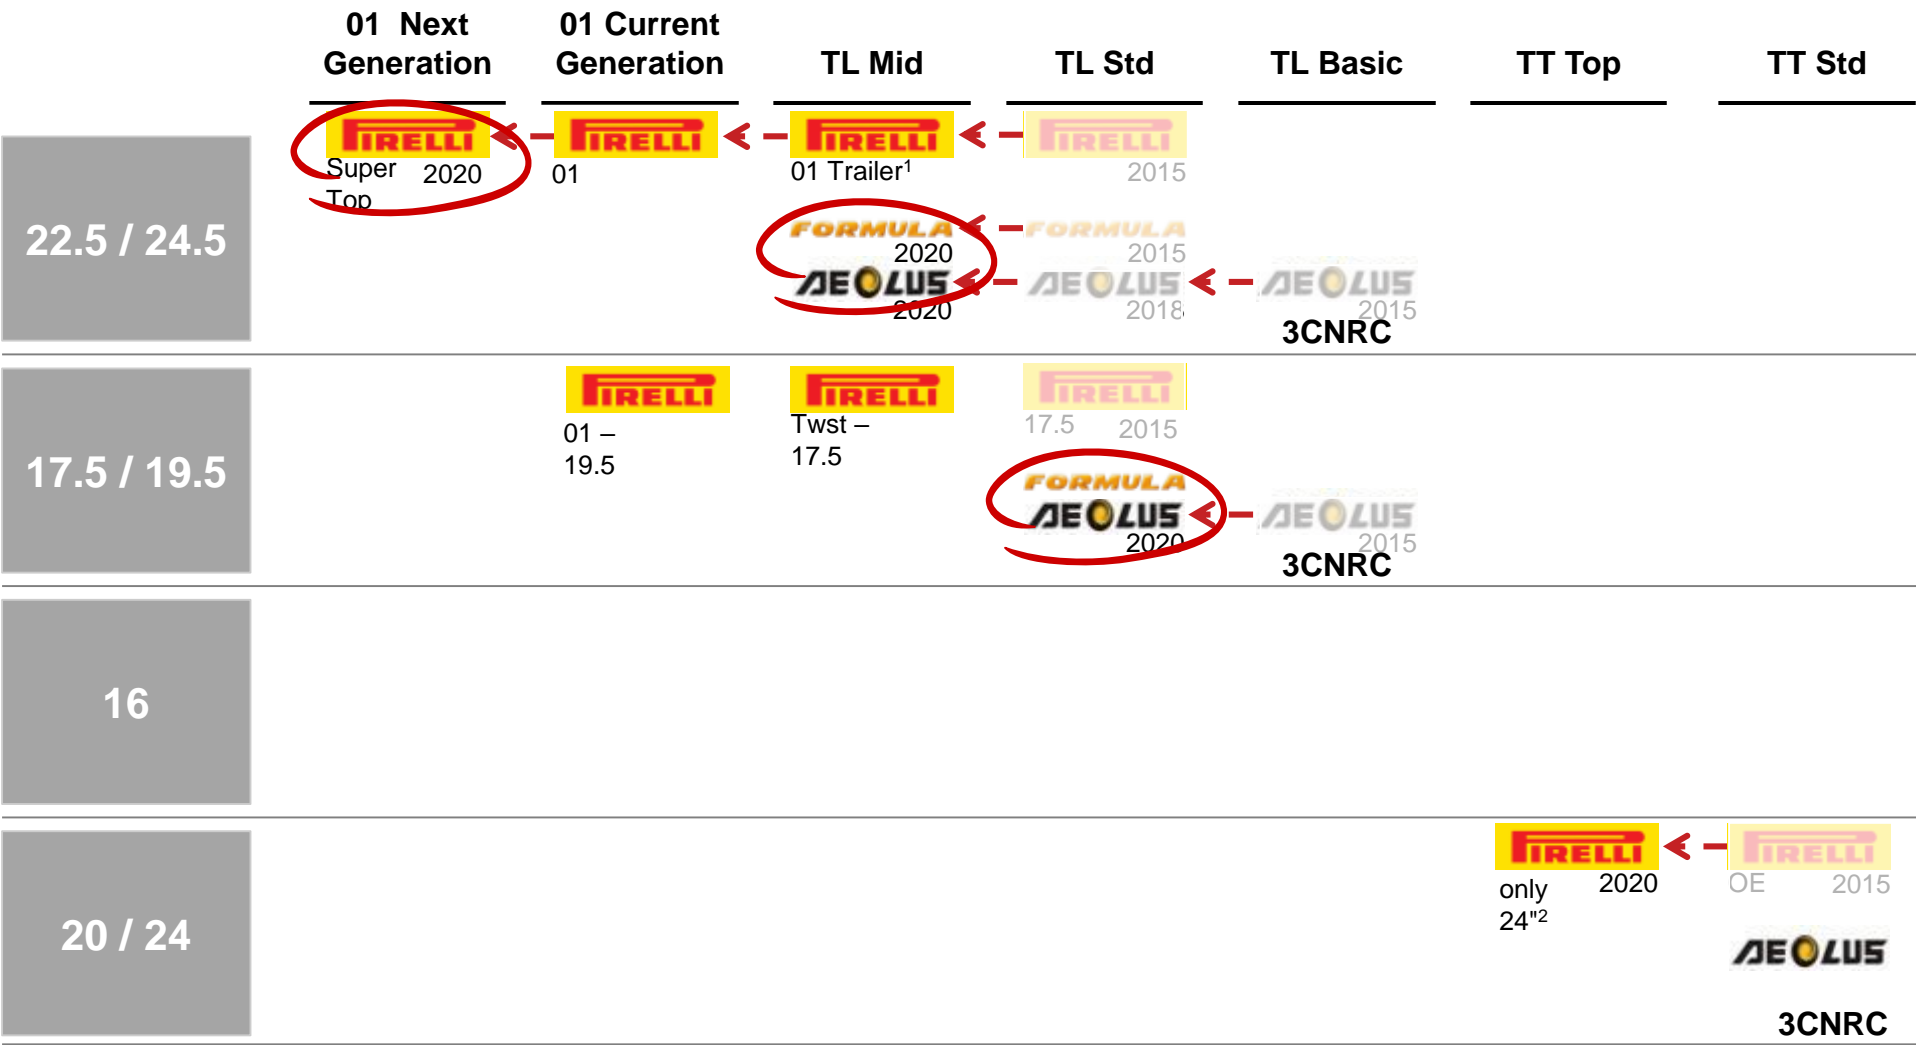 01 Next Generation
01 Current Generation
TL Mid
TL Std
TL Basic
TT Top
TT Std
22.5 / 24.5
PIRELLI
PIRELLI
PIRELLI
PIRELLI
Super Top
2020
01
01 Trailer¹
2015
FORMULA
2020
FORMULA
2015
AEOLUS
2020
AEOLUS
2018
AEOLUS
2015
3CNRC
17.5 / 19.5
PIRELLI
01 –
19.5
PIRELLI
Twst –
17.5
PIRELLI
17.5
2015
FORMULA
AEOLUS
2020
AEOLUS
2015
3CNRC
16
20 / 24
PIRELLI
only
24"²
2020
PIRELLI
OE
2015
AEOLUS
3CNRC